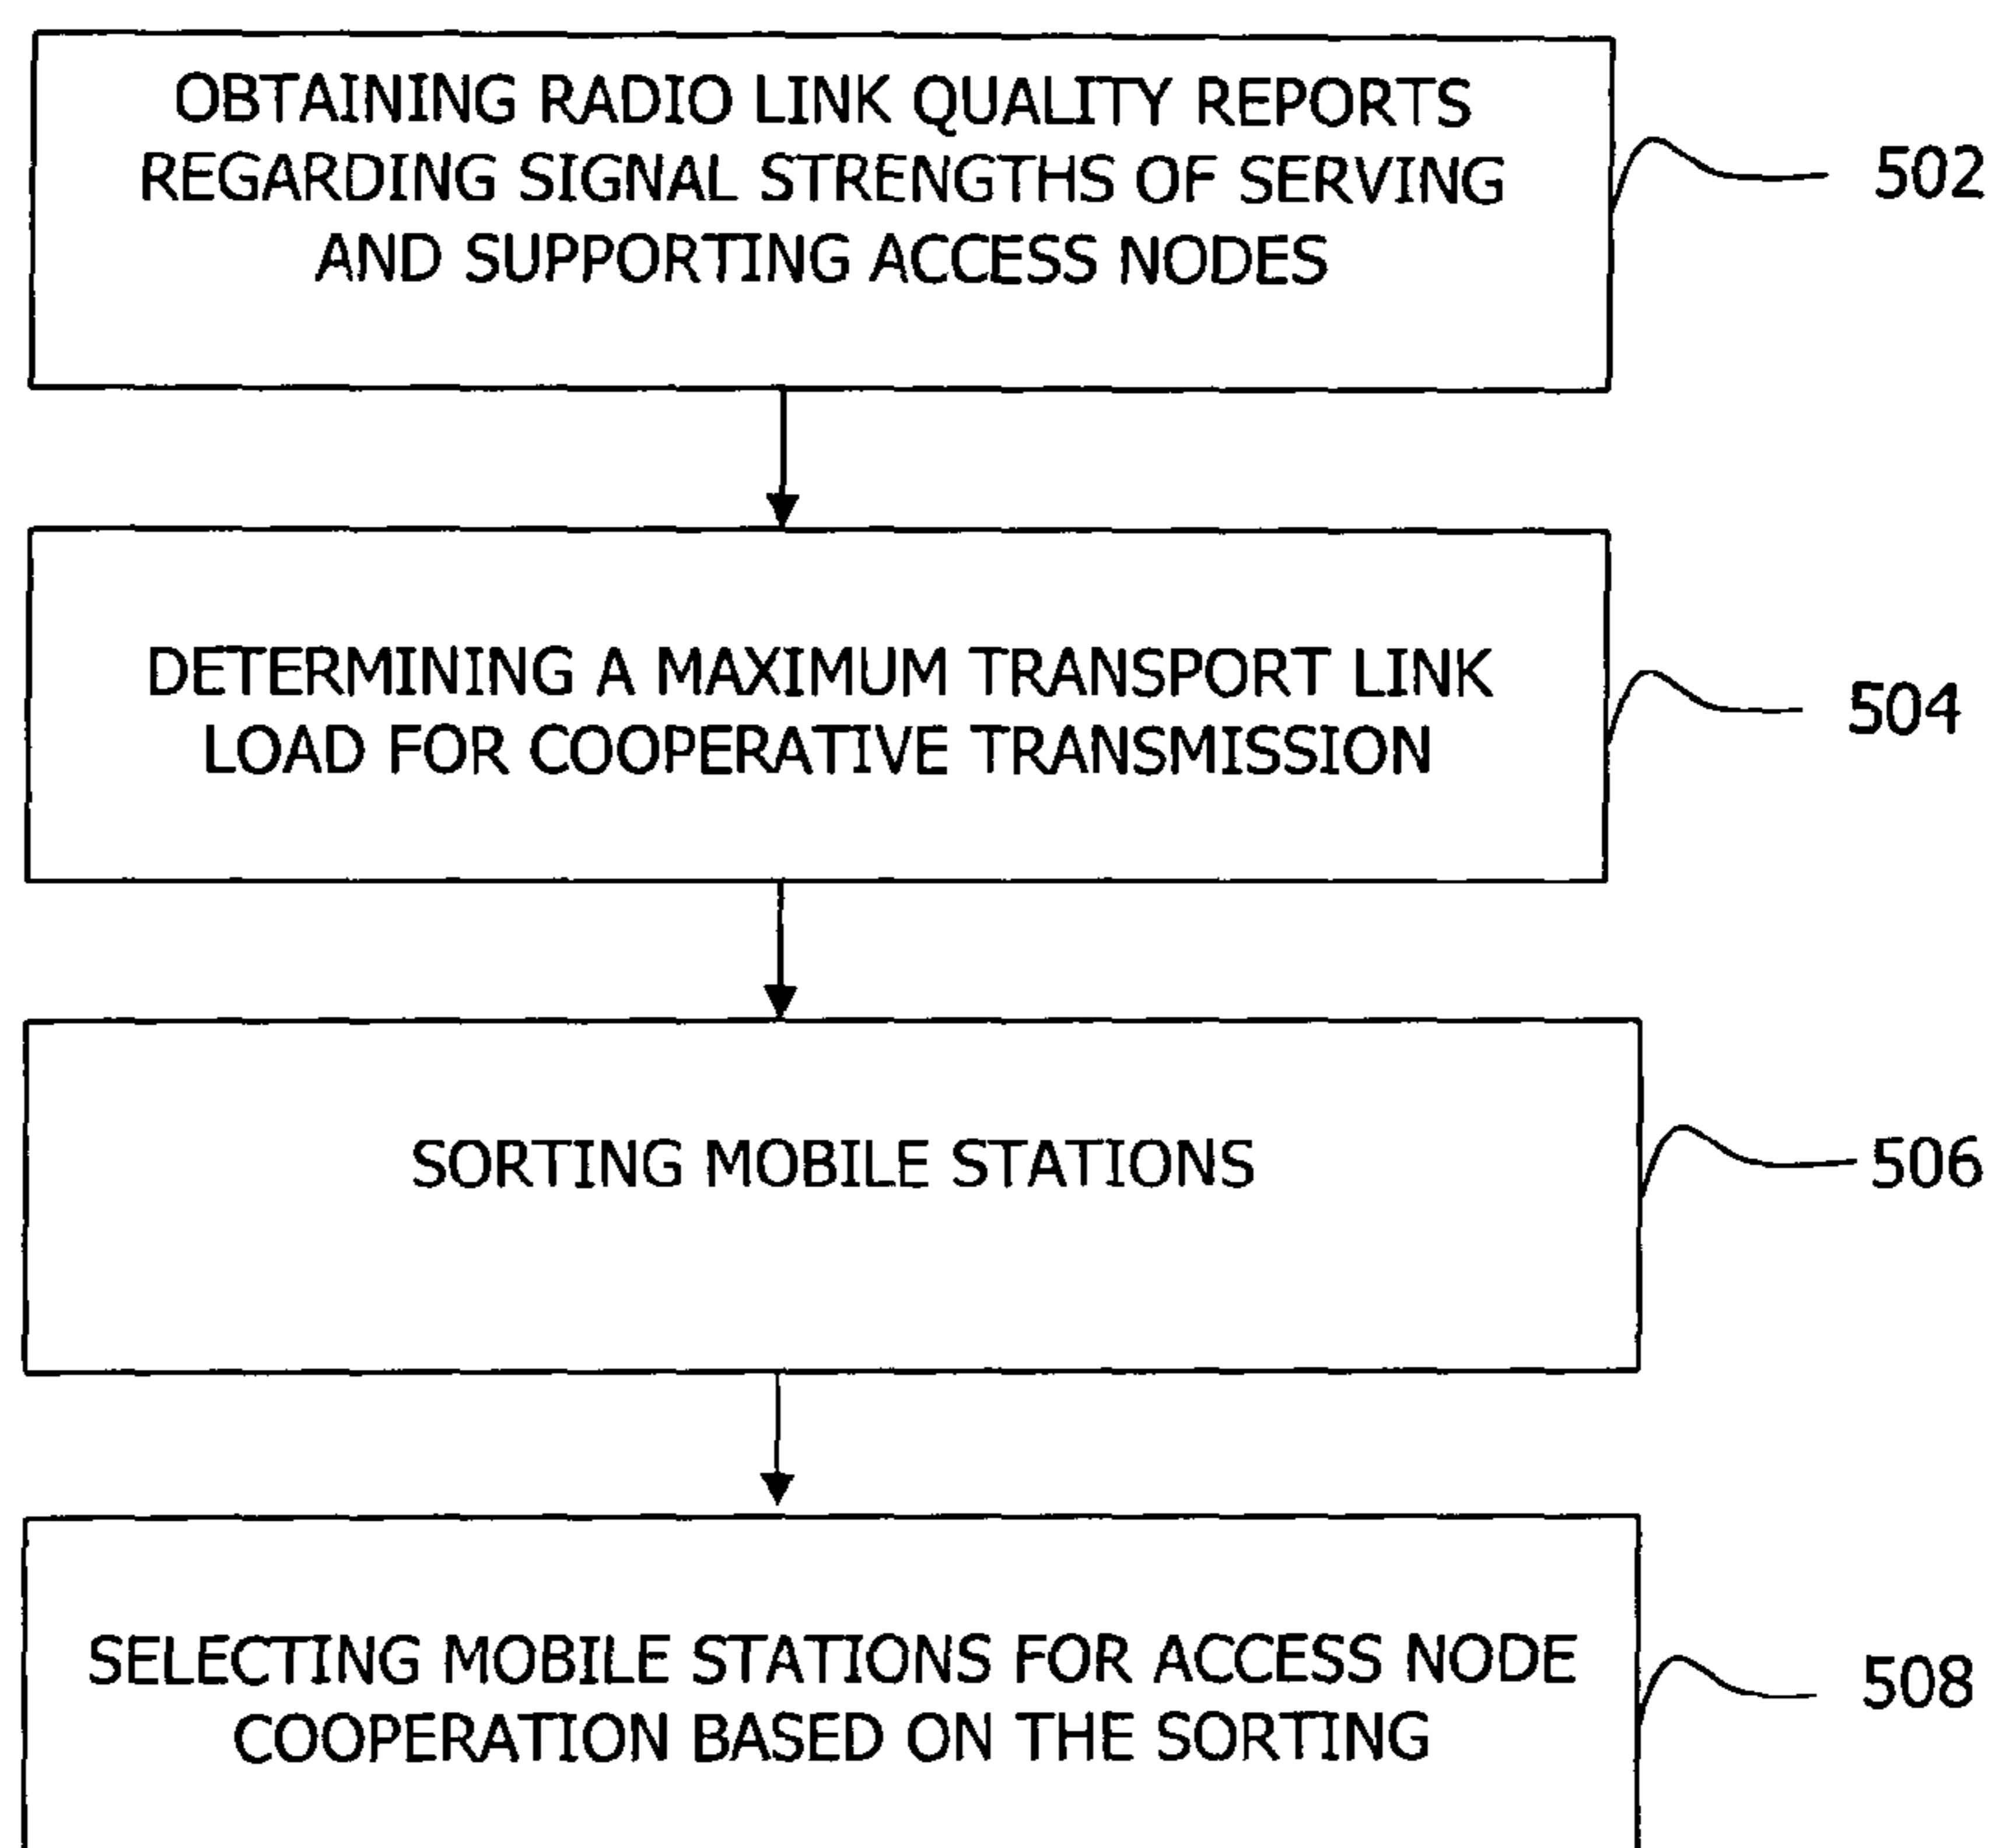 OBTAINING RADIO LINK QUALITY REPORTS
REGARDING SIGNAL STRENGTHS OF SERVING
AND SUPPORTING ACCESS NODES
502
DETERMINING A MAXIMUM TRANSPORT LINK
LOAD FOR COOPERATIVE TRANSMISSION
504
SORTING MOBILE STATIONS
506
SELECTING MOBILE STATIONS FOR ACCESS NODE
COOPERATION BASED ON THE SORTING
508